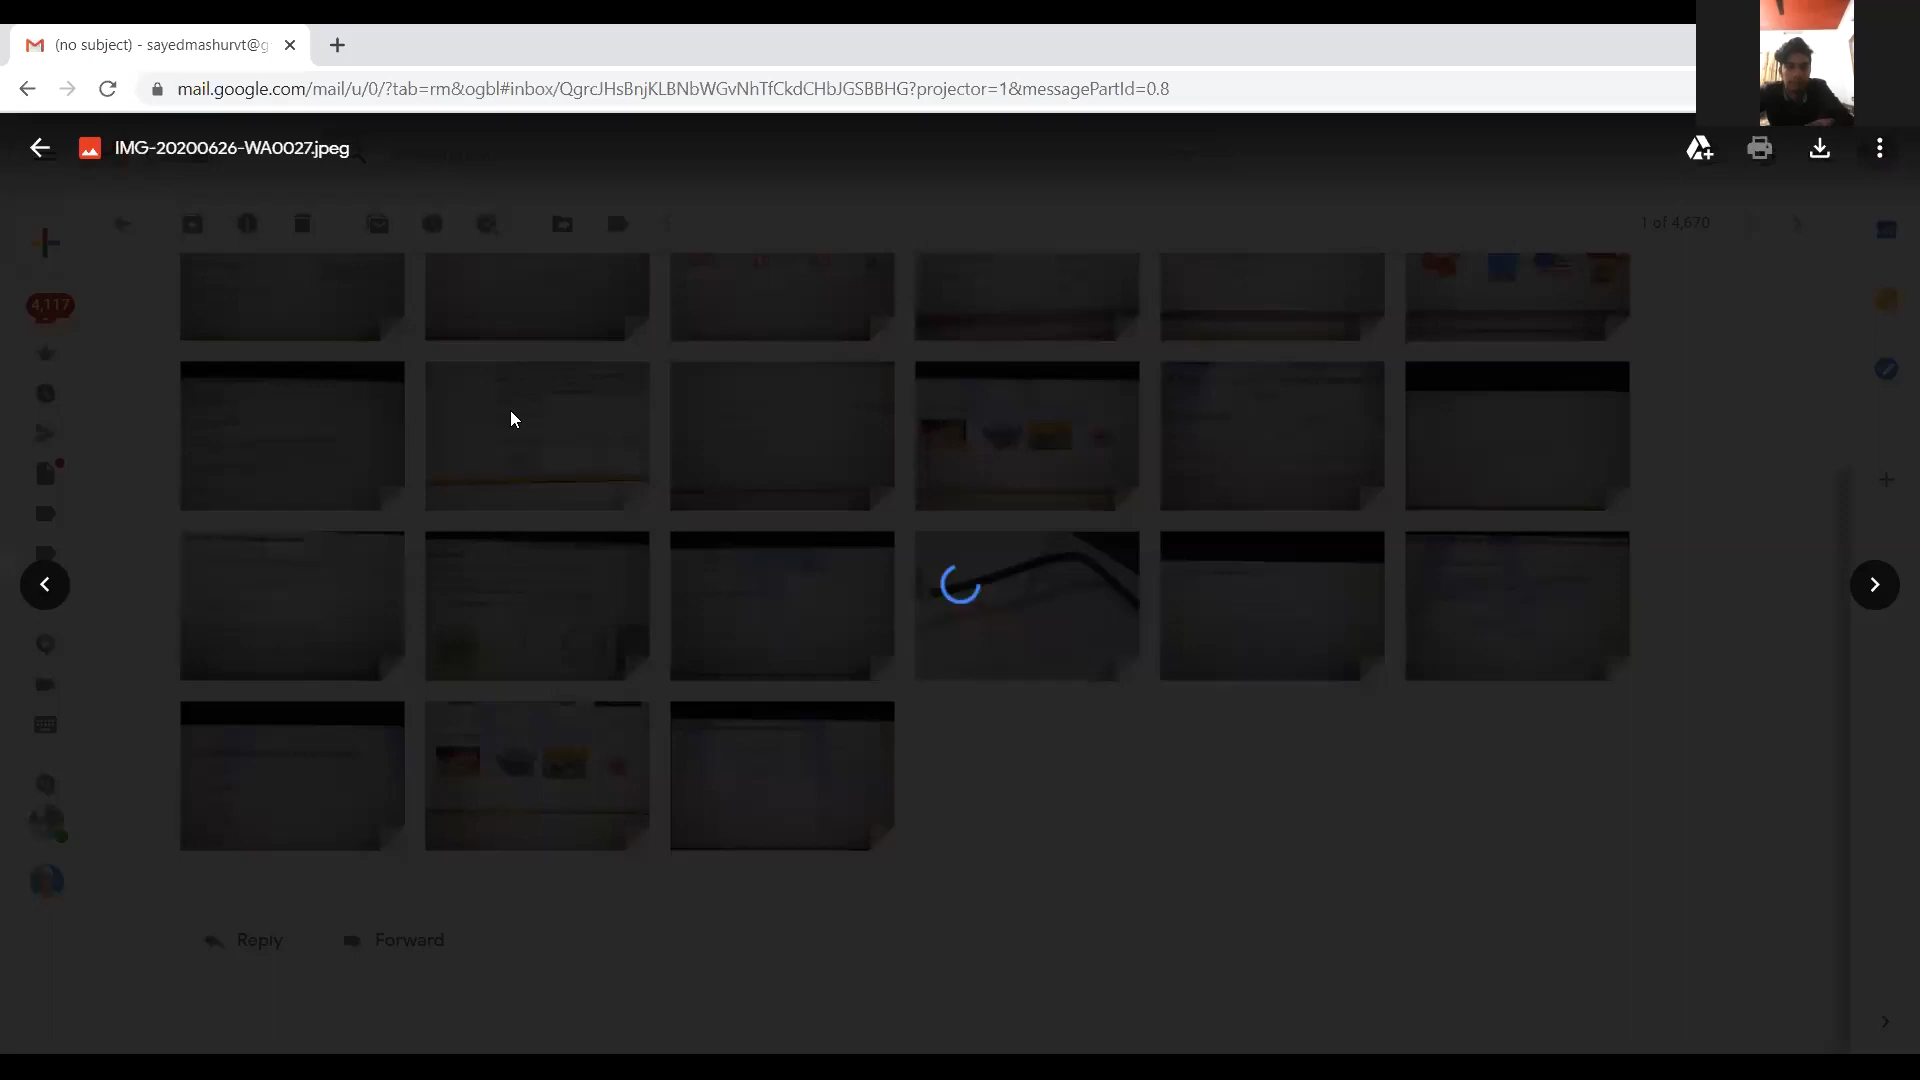 (no subject) - sayedmashurvt@g
mail.google.com/mail/u/0/?tab=rm&ogbl#inbox/QgrcJHsBnjKLBNbWGvNhTfCkdCHbJGSBBHG?projector=1&messagePartId=0.8
IMG-20200626-WA0027.jpeg
1 of 4,670
4,117
Reply
Forward